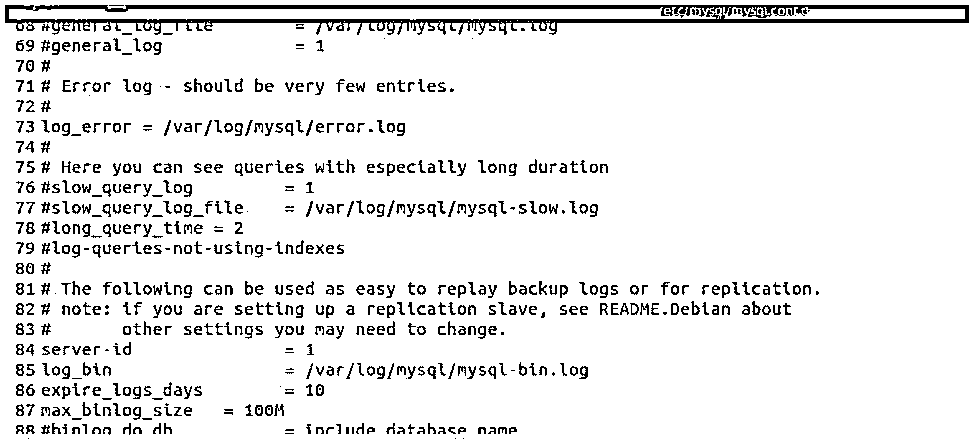 /etc/mysql/mysql.conf.d
68 #general_log_file        = /var/log/mysql/mysql.log
69 #general_log             = 1
70 #
71 # Error log - should be very few entries.
72 #
73 log_error = /var/log/mysql/error.log
74 #
75 # Here you can see queries with especially long duration
76 #slow_query_log         = 1
77 #slow_query_log_file    = /var/log/mysql/mysql-slow.log
78 #long_query_time = 2
79 #log-queries-not-using-indexes
80 #
81 # The following can be used as easy to replay backup logs or for replication.
82 # note: if you are setting up a replication slave, see README.Debian about
83 #       other settings you may need to change.
84 server-id               = 1
85 log_bin                 = /var/log/mysql/mysql-bin.log
86 expire_logs_days        = 10
87 max_binlog_size   = 100M
88 #binlog_do_db           = include_database_name